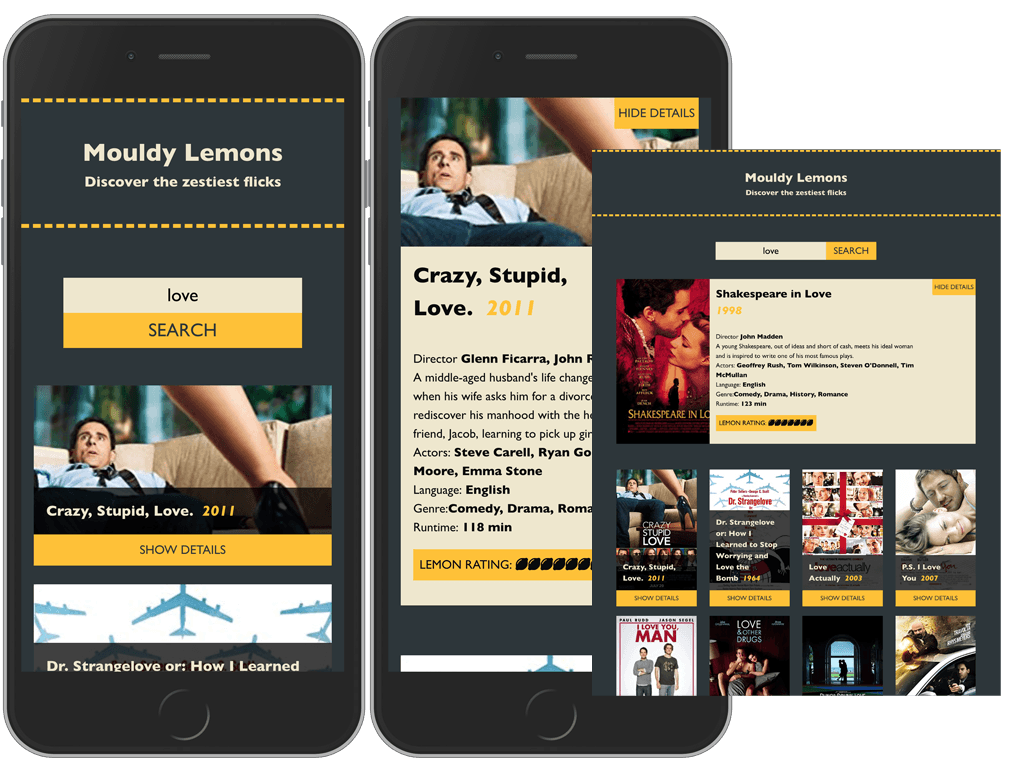 Mouldy Lemons
Discover the zestiest flicks
love
SEARCH
Crazy, Stupid, Love. 2011
SHOW DETAILS
Dr. Strangelove or: How I Learned
HIDE DETAILS
Crazy, Stupid,
Love. 2011
Director Glenn Ficarra, John R
A middle-aged husband's life change
when his wife asks him for a divorc
rediscover his manhood with the he
friend, Jacob, learning to pick up gir
Actors: Steve Carell, Ryan Go
Moore, Emma Stone
Language: English
Genre:Comedy, Drama, Roma
Runtime: 118 min
LEMON RATING:
Mouldy Lemons
Discover the zestiest flicks
love
SEARCH
SHAKESPEARE IN LO
Shakespeare in Love
HIDE DETAILS
1998
Director John Madden
A young Shakespeare, out of ideas and short of cash, meets his ideal woman
and is inspired to write one of his most famous plays.
Actors: Geoffrey Rush, Tom Wilkinson, Steven O'Donnell, Tim
McMullan
Language: English
Genre:Comedy, Drama, History, Romance
Runtime: 123 min
LEMON RATING:
CRAZY
STUPID
LOVE
Crazy, Stupid,
Love. 2011
SHOW DETAILS
Peter Sellers · George C. Scott
Dr. Strangelove
Dr. Strangelove
or: How I
Learned to Stop
Worrying and
Love the
Bomb 1964
SHOW DETAILS
actually
Love
Actually 2003
SHOW DETAILS
P.S. I Love
You 2007
SHOW DETAILS
PAUL RUDD JASON SEGEL
I LOVE YOU,
MAN
LOVE
& OTHER
DRUGS